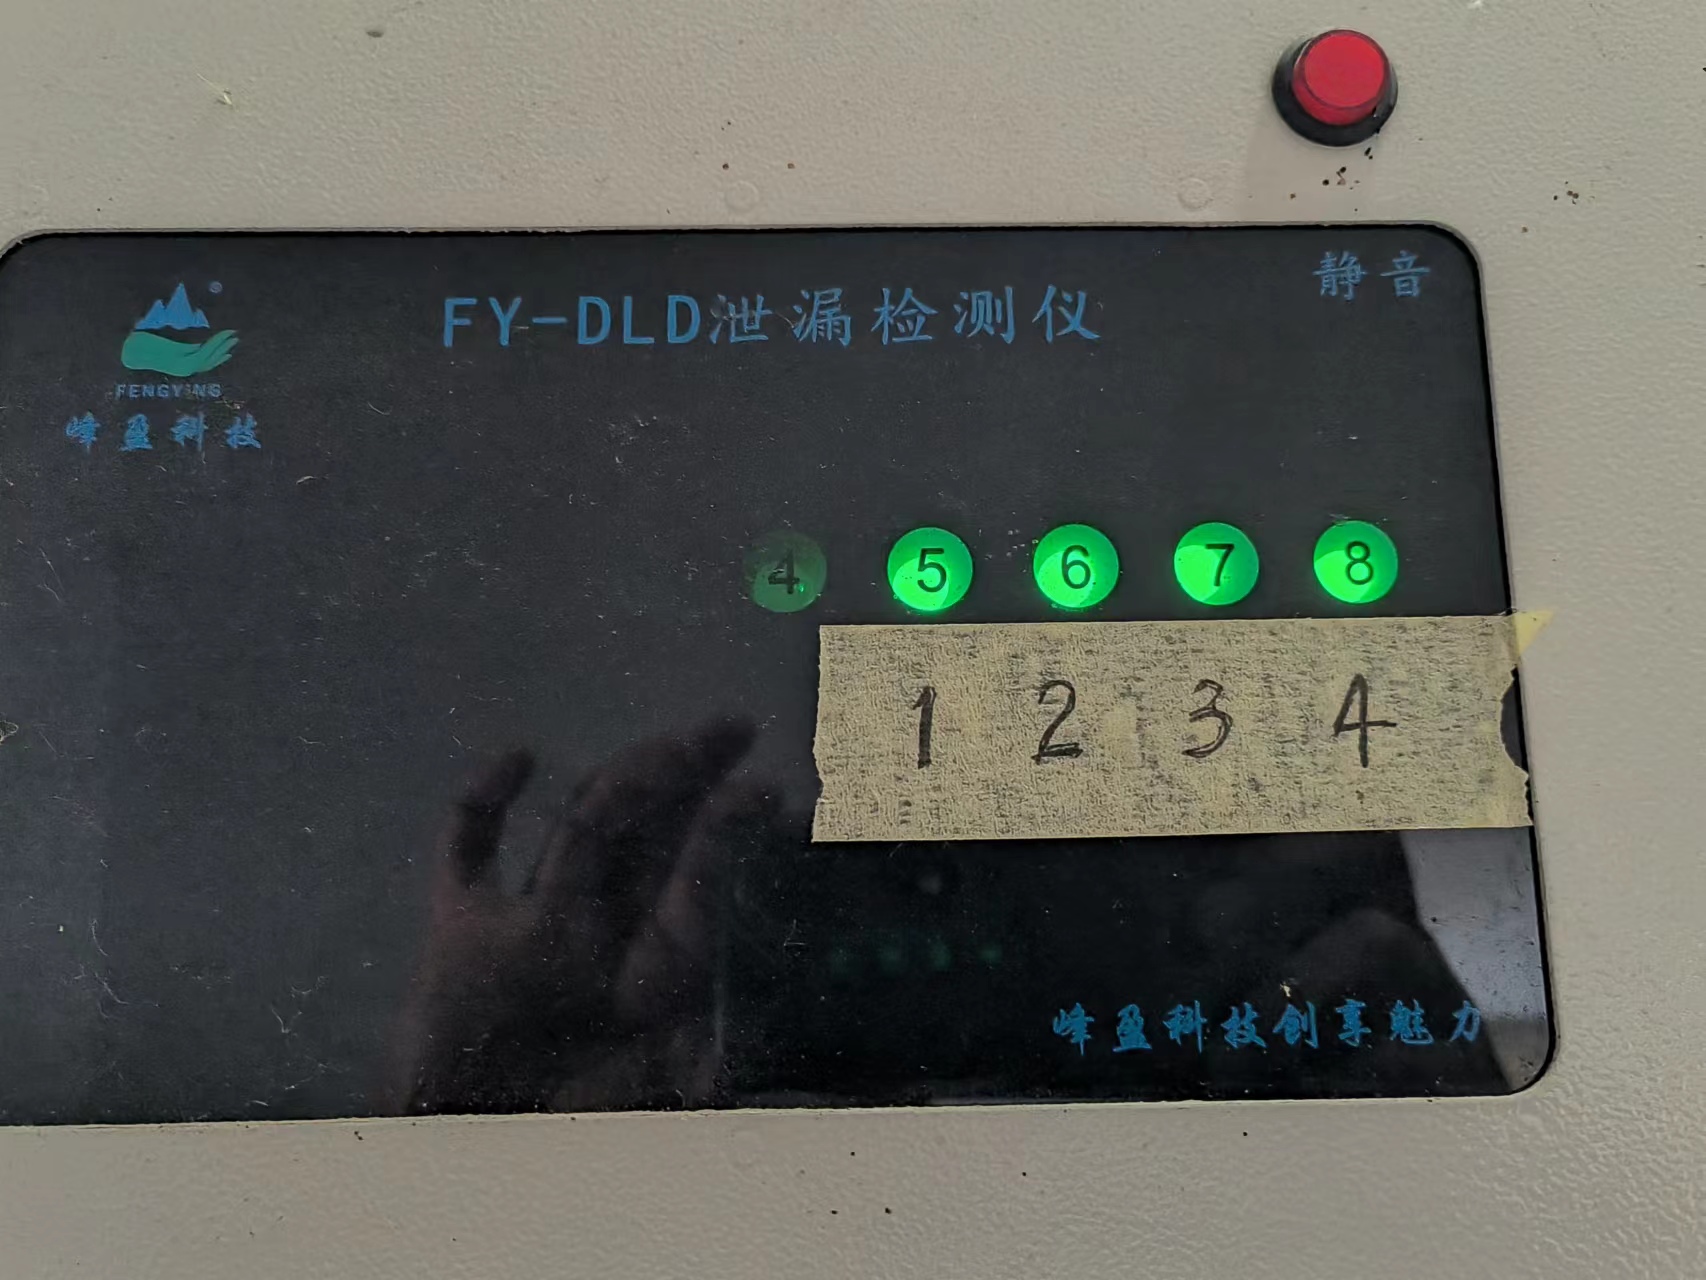 静音
FY-DLD泄漏检测仪
FENGYING
峰盈科技
4 5 6 7 8
1 2 3 4
峰盈科技创享魅力